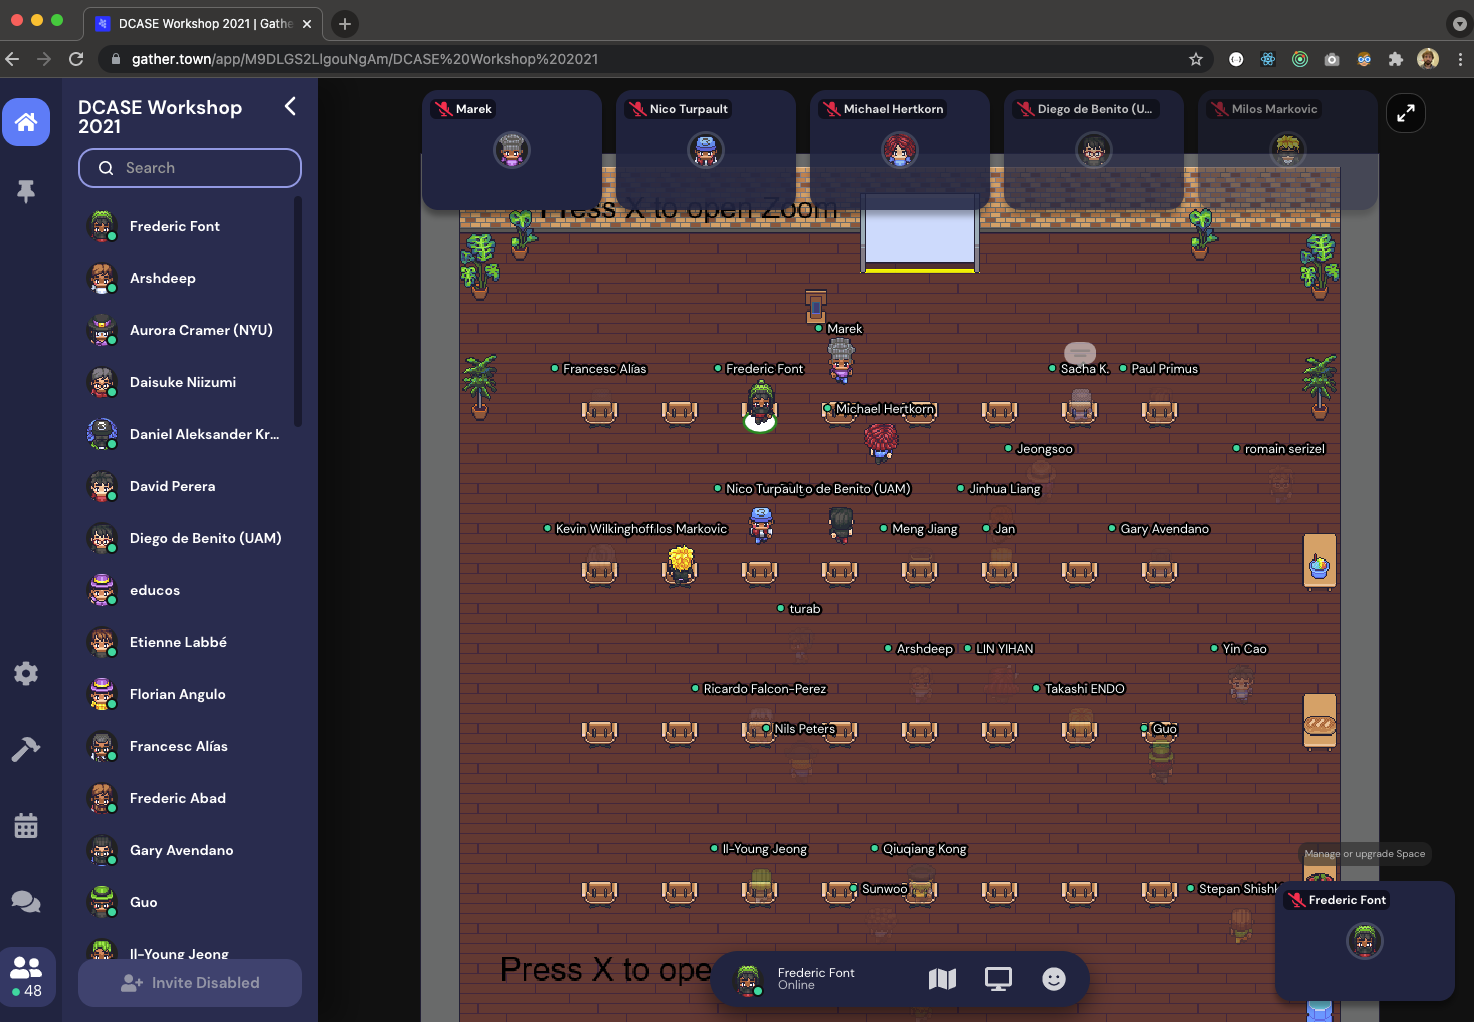 DCASE Workshop 2021 | Gathe
gather.town/app/M9DLGS2LIgouNgAm/DCASE%20Workshop%202021
DCASE Workshop
2021
Search
Frederic Font
Arshdeep
Aurora Cramer (NYU)
Daisuke Niizumi
Daniel Aleksander Kr...
David Perera
Diego de Benito (UAM)
educos
Etienne Labbé
Florian Angulo
Francesc Alías
Frederic Abad
Gary Avendano
Guo
Il-Young Jeong
Invite Disabled
48
Marek
Nico Turpault
Michael Hertkorn
Diego de Benito (U...
Milos Markovic
Press X to open Zoom
Marek
Francesc Alías
Frederic Font
Sacha K.
Paul Primus
Michael Hertkorn
Jeongsoo
romain serizel
Nico Turpault
o de Benito (UAM)
Jinhua Liang
Kevin Wilkinghoff
los Markovic
Meng Jiang
Jan
Gary Avendano
turab
Arshdeep
LIN YIHAN
Yin Cao
Ricardo Falcon-Perez
Takashi ENDO
Nils Peters
Guo
Il-Young Jeong
Qiuqiang Kong
Manage or upgrade Space
Sunwoo
Stepan Shishk
Frederic Font
Press X to ope
Frederic Font
Online